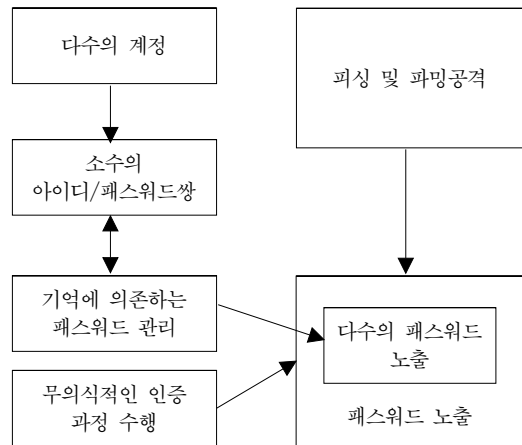 다수의 계정
피싱 및 파밍공격
소수의
아이디/패스워드쌍
기억에 의존하는
패스워드 관리
다수의 패스워드
노출
무의식적인 인증
과정 수행
패스워드 노출